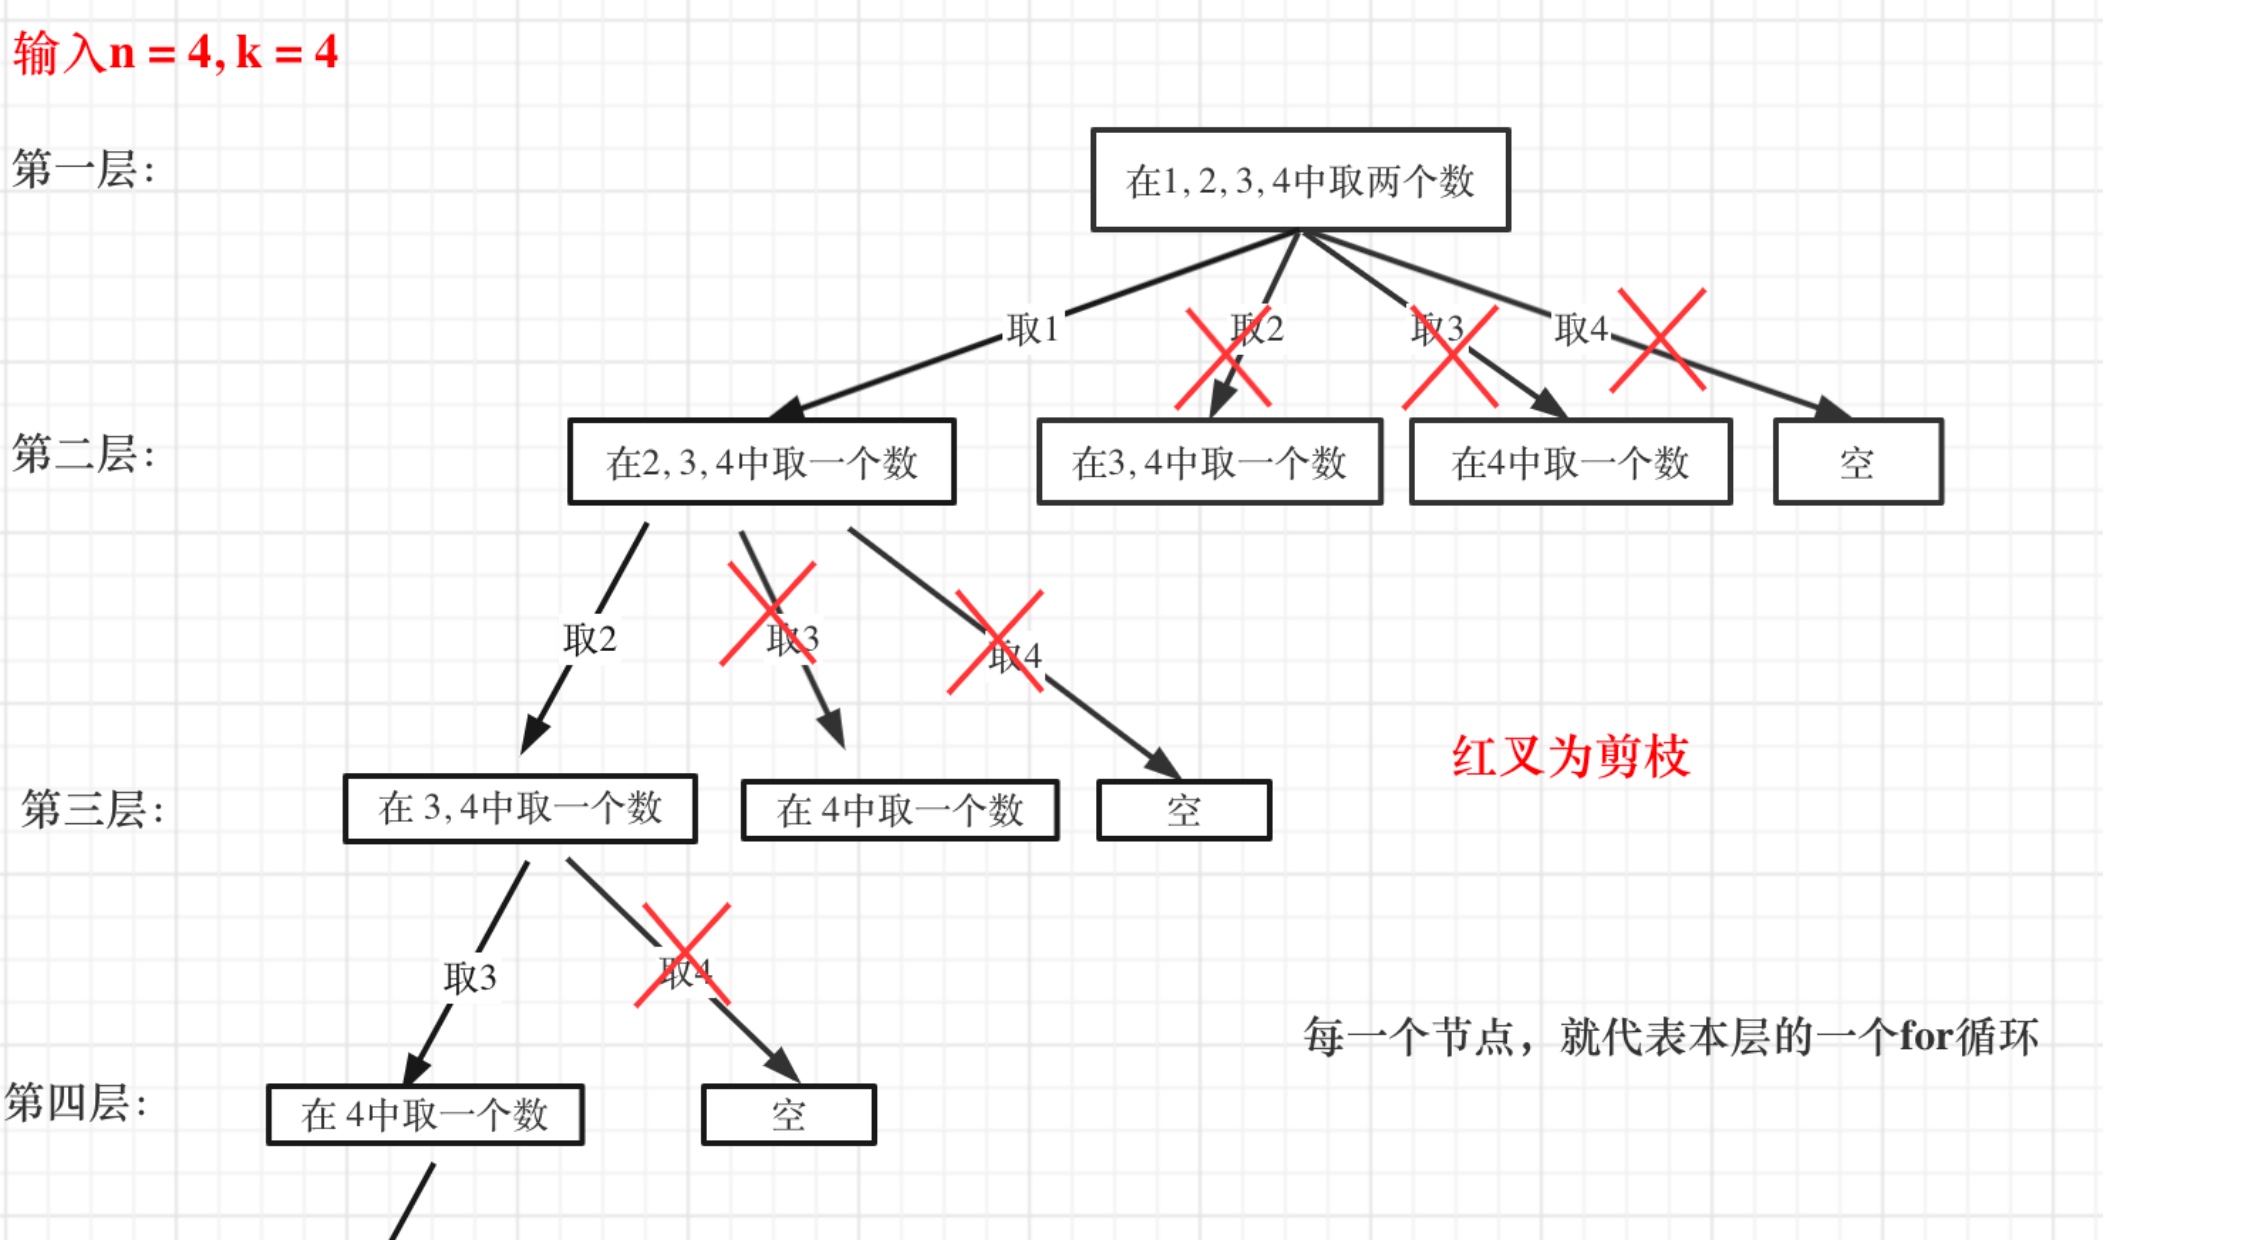 输入n = 4, k = 4
第一层：
在1, 2, 3, 4中取两个数
取1
取2
取3
取4
第二层：
在2, 3, 4中取一个数
在3, 4中取一个数
在4中取一个数
空
取2
取3
取4
第三层：
在 3, 4中取一个数
在 4中取一个数
空
红叉为剪枝
取3
取4
每一个节点，就代表本层的一个for循环
第四层：
在 4中取一个数
空